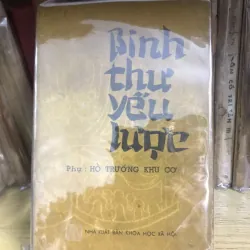 Binh
thư
yếu
lược
Phụ: HỔ TRƯỚNG KHU CƠ
NHÀ XUẤT BẢN KHOA HỌC XÃ HỘI